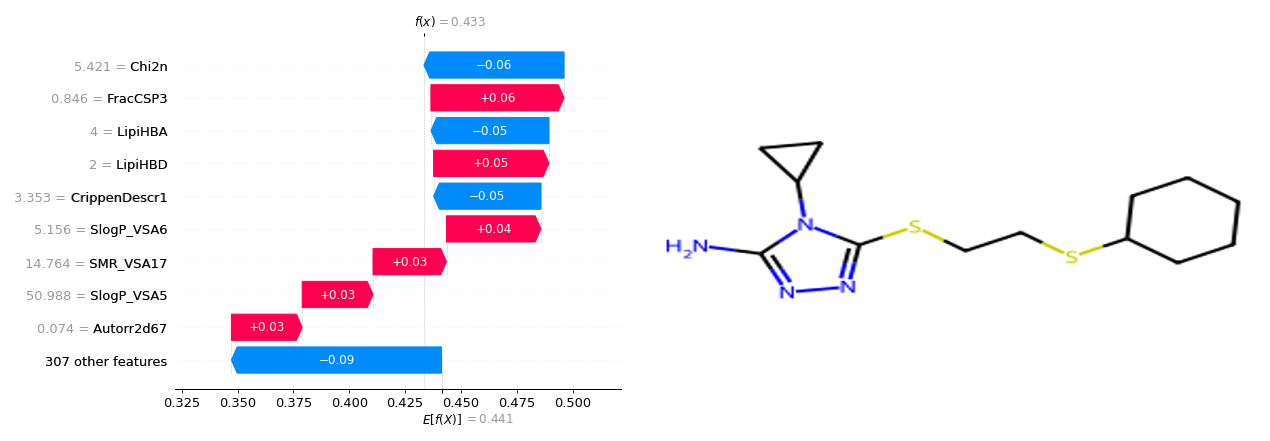 f(x) = 0.433
5.421 = Chi2n
−0.06
0.846 = FracCSP3
+0.06
4 = LipiHBA
−0.05
2 = LipiHBD
+0.05
3.353 = CrippenDescr1
−0.05
5.156 = SlogP_VSA6
+0.04
14.764 = SMR_VSA17
+0.03
50.988 = SlogP_VSA5
+0.03
0.074 = Autorr2d67
+0.03
307 other features
−0.09
0.325 0.350 0.375 0.400 0.425 0.450 0.475 0.500
E[f(X)] = 0.441
H2N
N
S
N
N
S